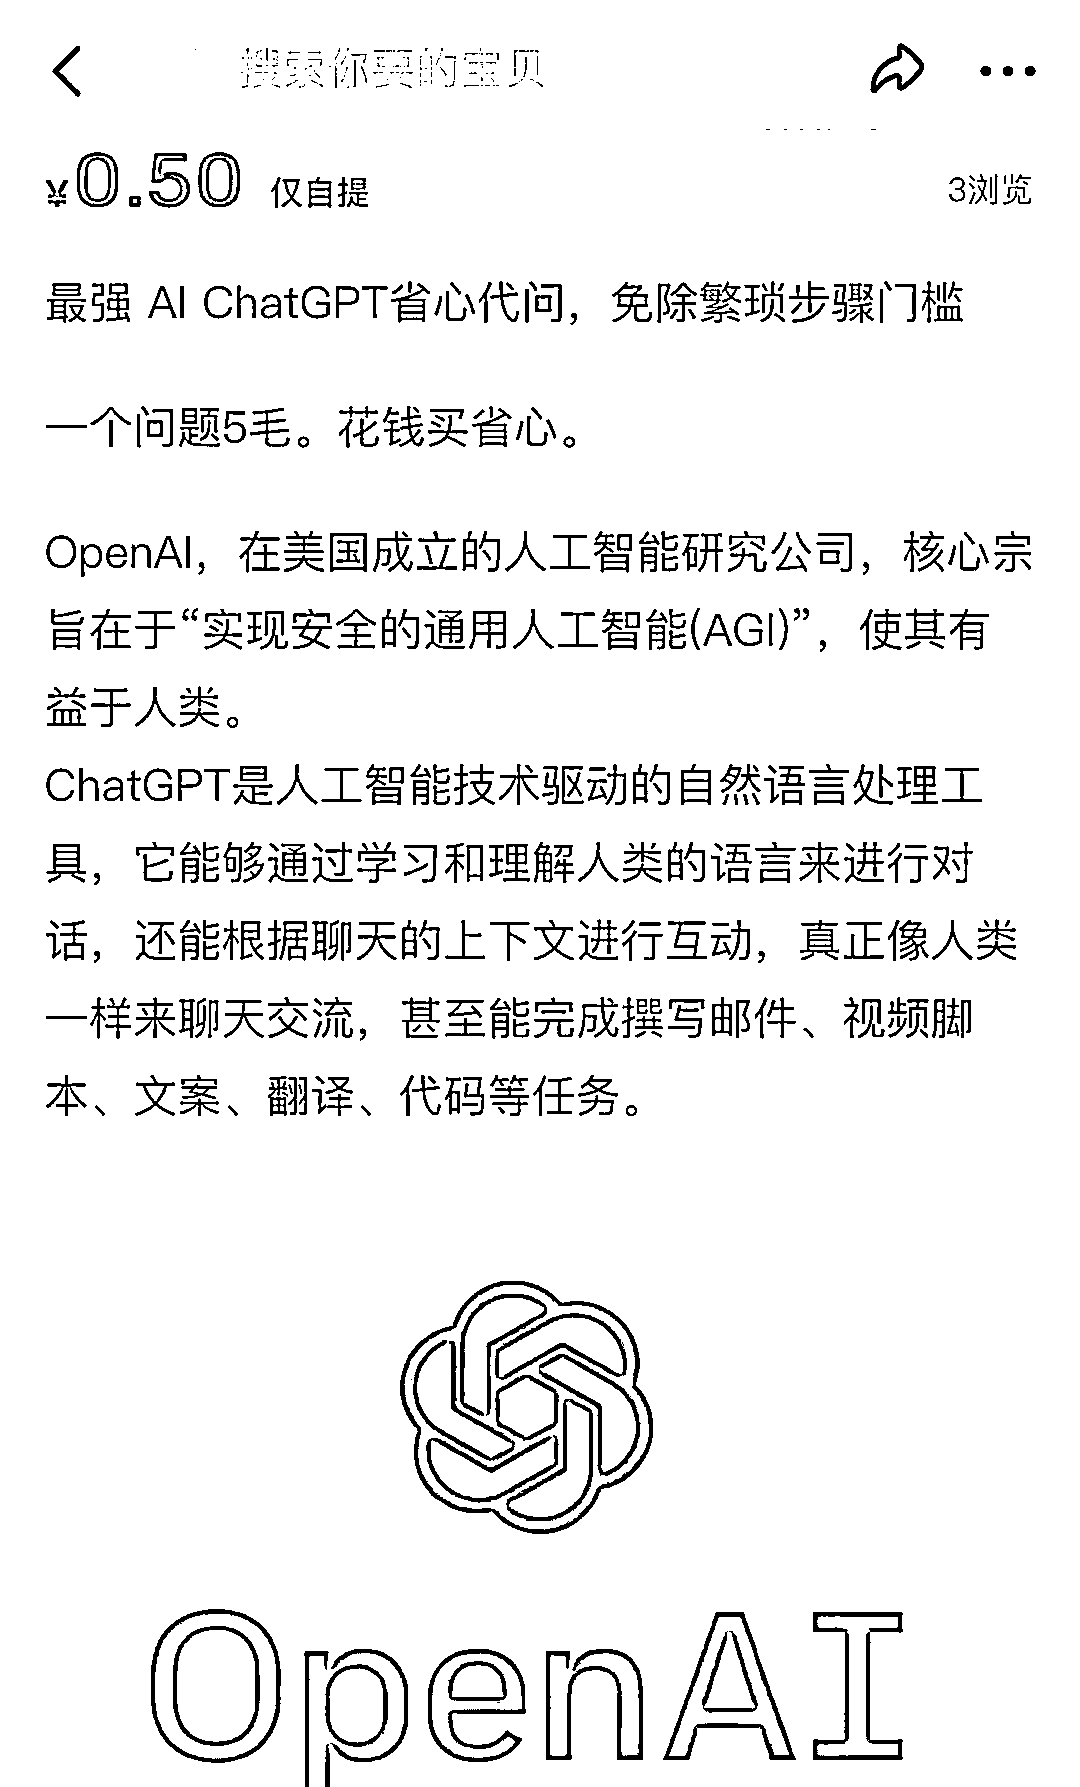 搜索你要的宝贝
¥0.50 仅自提 3浏览
最强 AI ChatGPT省心代问，免除繁琐步骤门槛
一个问题5毛。花钱买省心。
OpenAI，在美国成立的人工智能研究公司，核心宗
旨在于“实现安全的通用人工智能(AGI)”，使其有
益于人类。
ChatGPT是人工智能技术驱动的自然语言处理工
具，它能够通过学习和理解人类的语言来进行对
话，还能根据聊天的上下文进行互动，真正像人类
一样来聊天交流，甚至能完成撰写邮件、视频脚
本、文案、翻译、代码等任务。
OpenAI